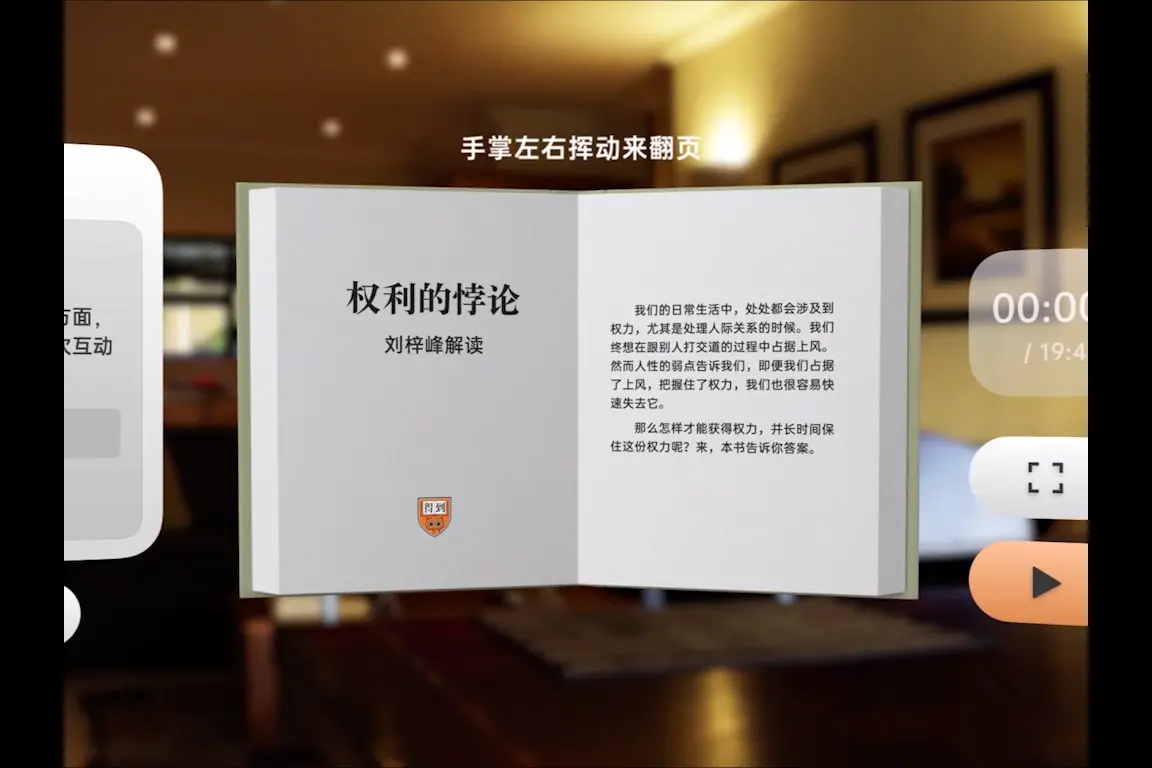 手掌左右挥动来翻页
方面，
次互动
权利的悖论
刘梓峰解读
得到
我们的日常生活中，处处都会涉及到
权力，尤其是处理人际关系的时候。我们
终想在跟别人打交道的过程中占据上风。
然而人性的弱点告诉我们，即便我们占据
了上风，把握住了权力，我们也很容易快
速失去它。
那么怎样才能获得权力，并长时间保
住这份权力呢？来，本书告诉你答案。
00:00
/ 19:4